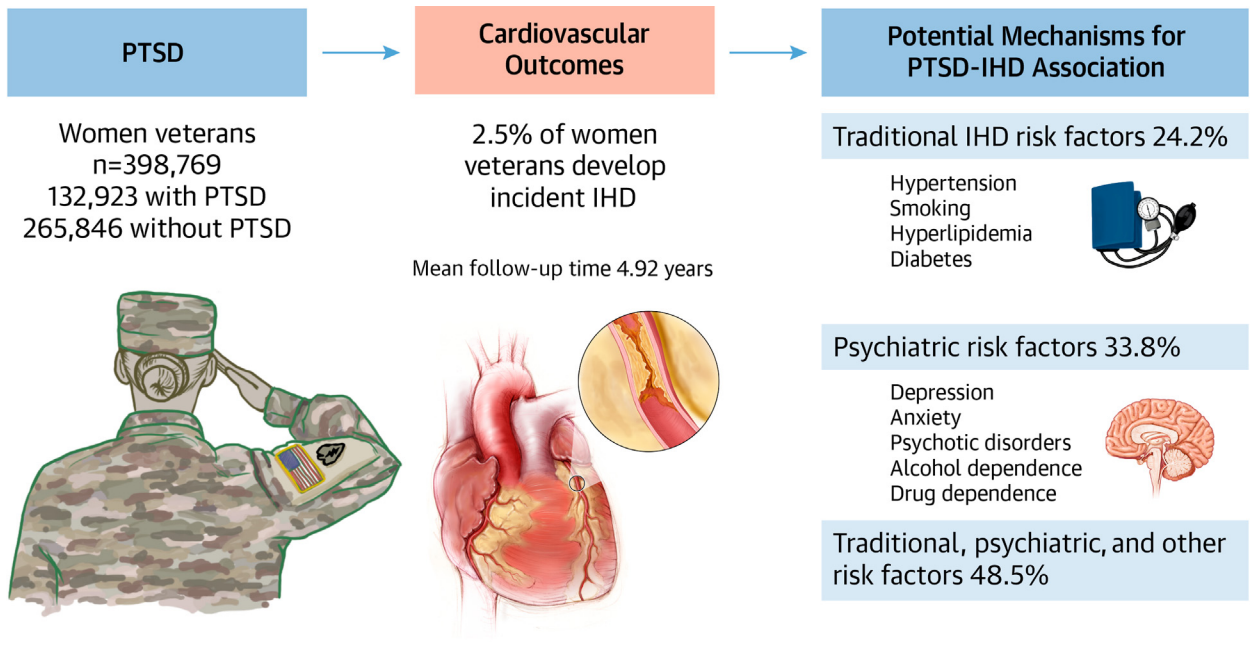 PTSD
Women veterans
n=398,769
132,923 with PTSD
265,846 without PTSD
Cardiovascular
Outcomes
2.5% of women
veterans develop
incident IHD
Mean follow-up time 4.92 years
Potential Mechanisms for
PTSD-IHD Association
Traditional IHD risk factors 24.2%
Hypertension
Smoking
Hyperlipidemia
Diabetes
Psychiatric risk factors 33.8%
Depression
Anxiety
Psychotic disorders
Alcohol dependence
Drug dependence
Traditional, psychiatric, and other
risk factors 48.5%